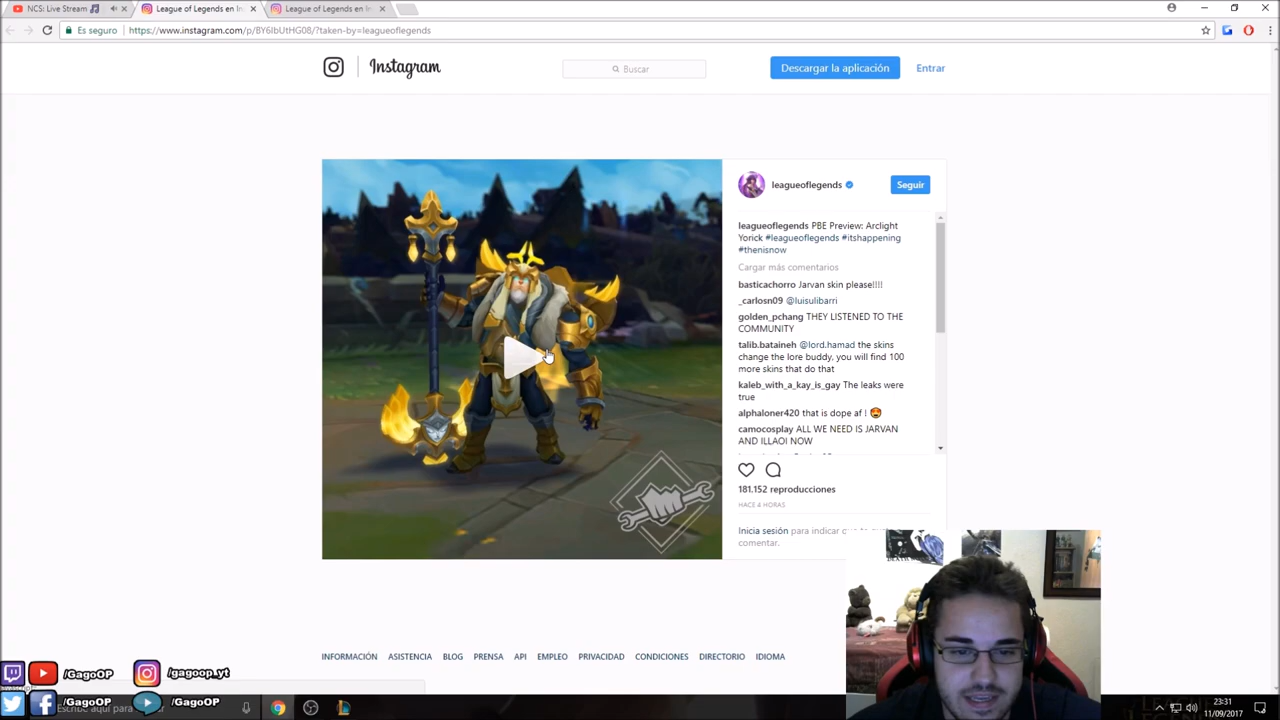 NCS: Live Stream
League of Legends en In
League of Legends en In
Es seguro
https://www.instagram.com/p/BY6IbUtHG08/?taken-by=leagueoflegends
Instagram
Buscar
Descargar la aplicación
Entrar
leagueoflegends
Seguir
leagueoflegends PBE Preview: Arclight
Yorick #leagueoflegends #itshappening
#thenisnow
Cargar más comentarios
basticachorro Jarvan skin please!!!!
_carlosn09 @luisulibarri
golden_pchang THEY LISTENED TO THE
COMMUNITY
talib.bataineh @lord.hamad the skins
change the lore buddy, you will find 100
more skins that do that
kaleb_with_a_kay_is_gay The leaks were
true
alphaloner420 that is dope af !
camocosplay ALL WE NEED IS JARVAN
AND ILLAOI NOW
181.152 reproducciones
HACE 4 HORAS
Inicia sesión para indicar que
comentar.
INFORMACIÓN ASISTENCIA BLOG PRENSA API EMPLEO PRIVACIDAD CONDICIONES DIRECTORIO IDIOMA
/GagoOP
/gagoop_yt
/GagoOP
/GagoOP
23:31
11/09/2017